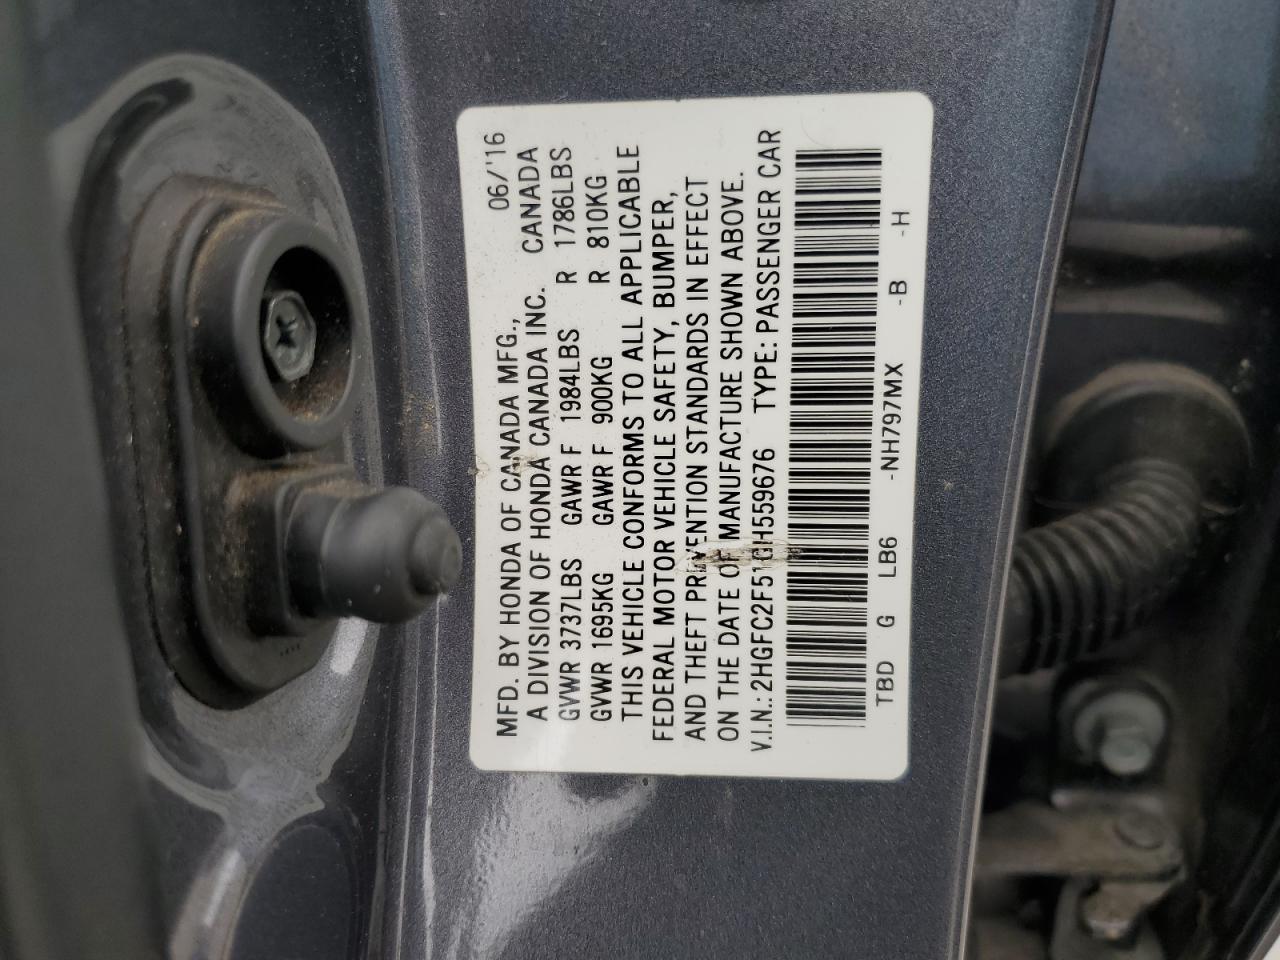 MFD. BY HONDA OF CANADA MFG., 06/'16
A DIVISION OF HONDA CANADA INC. CANADA
GVWR 3737LBS GAWR F 1984LBS R 1786LBS
GVWR 1695KG GAWR F 900KG R 810KG
THIS VEHICLE CONFORMS TO ALL APPLICABLE
FEDERAL MOTOR VEHICLE SAFETY, BUMPER,
AND THEFT PREVENTION STANDARDS IN EFFECT
ON THE DATE OF MANUFACTURE SHOWN ABOVE.
V.I.N.: 2HGFC2F51GH559676 TYPE: PASSENGER CAR
TBD G LB6 -NH797MX -B -H